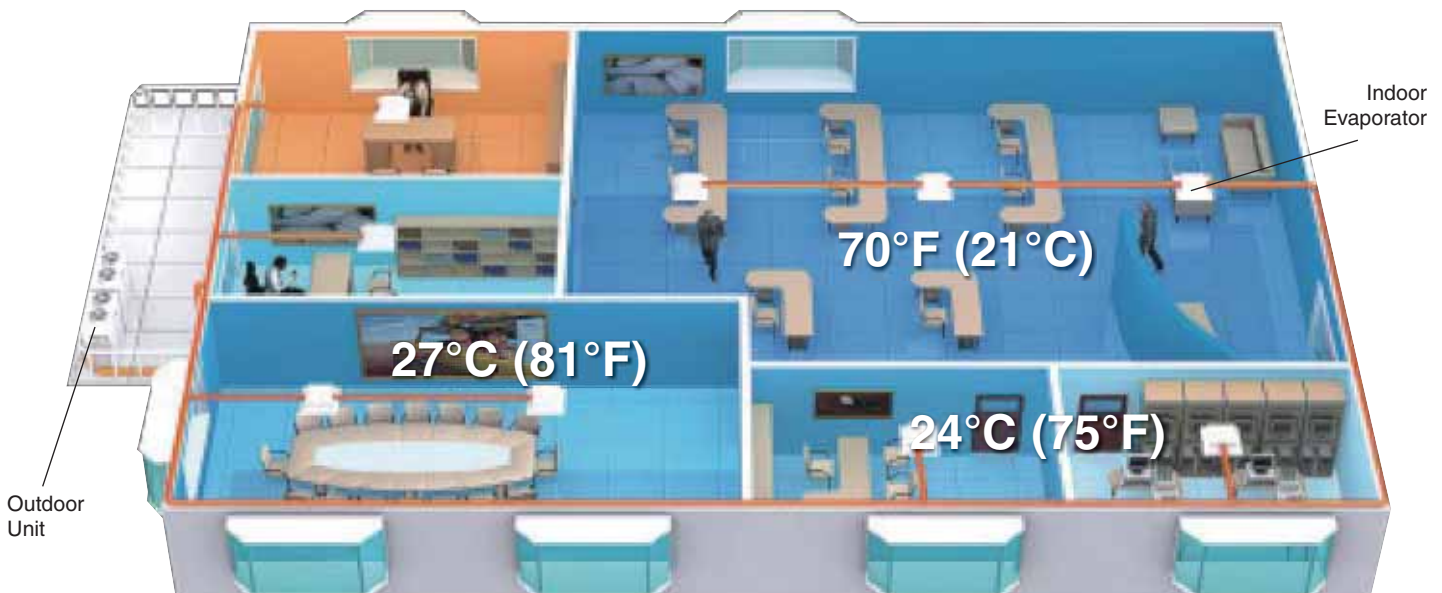 Indoor
Evaporator
70°F (21°C)
27°C (81°F)
24°C (75°F)
Outdoor
Unit